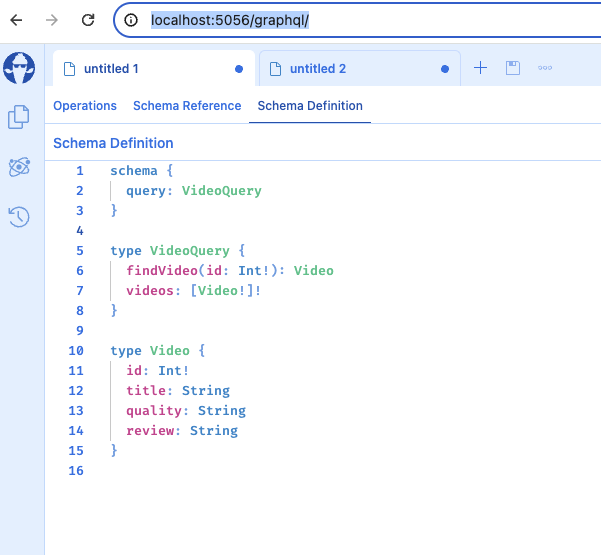 localhost:5056/graphql/
untitled 1
untitled 2
Operations
Schema Reference
Schema Definition
Schema Definition
1 schema {
2   query: VideoQuery
3 }
4
5 type VideoQuery {
6   findVideo(id: Int!): Video
7   videos: [Video!]!
8 }
9
10 type Video {
11   id: Int!
12   title: String
13   quality: String
14   review: String
15 }
16